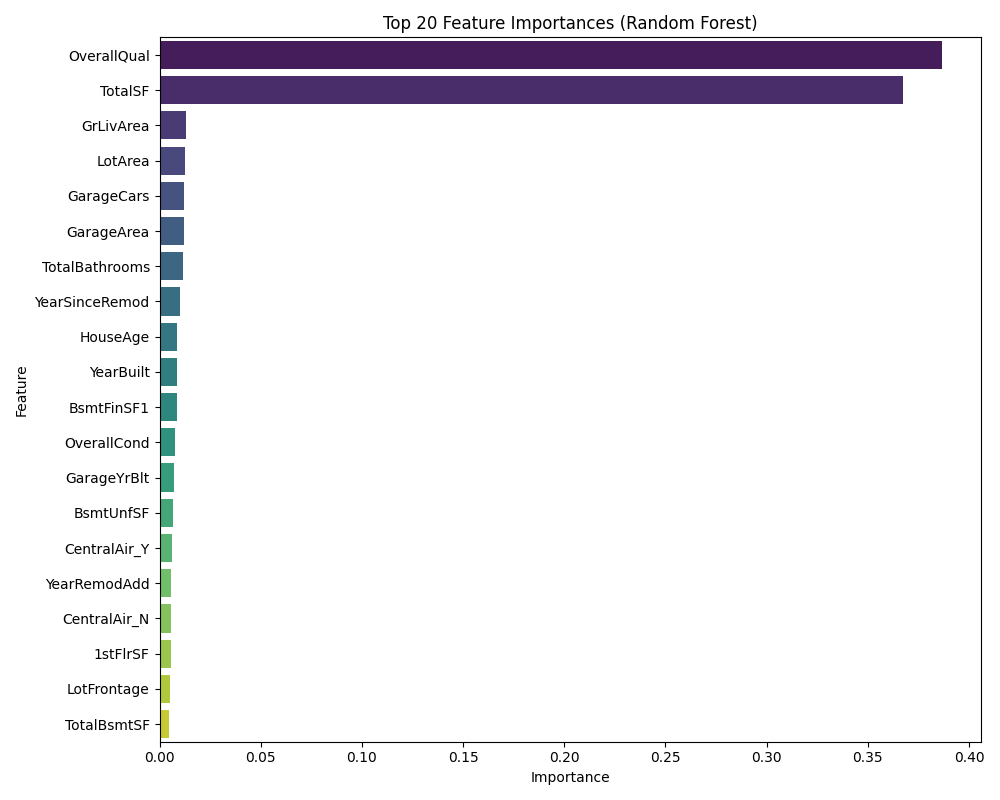 Top 20 Feature Importances (Random Forest)
OverallQual
TotalSF
GrLivArea
LotArea
GarageCars
GarageArea
TotalBathrooms
YearSinceRemod
HouseAge
YearBuilt
BsmtFinSF1
OverallCond
GarageYrBlt
BsmtUnfSF
CentralAir_Y
YearRemodAdd
CentralAir_N
1stFlrSF
LotFrontage
TotalBsmtSF
Feature
0.00 0.05 0.10 0.15 0.20 0.25 0.30 0.35 0.40
Importance